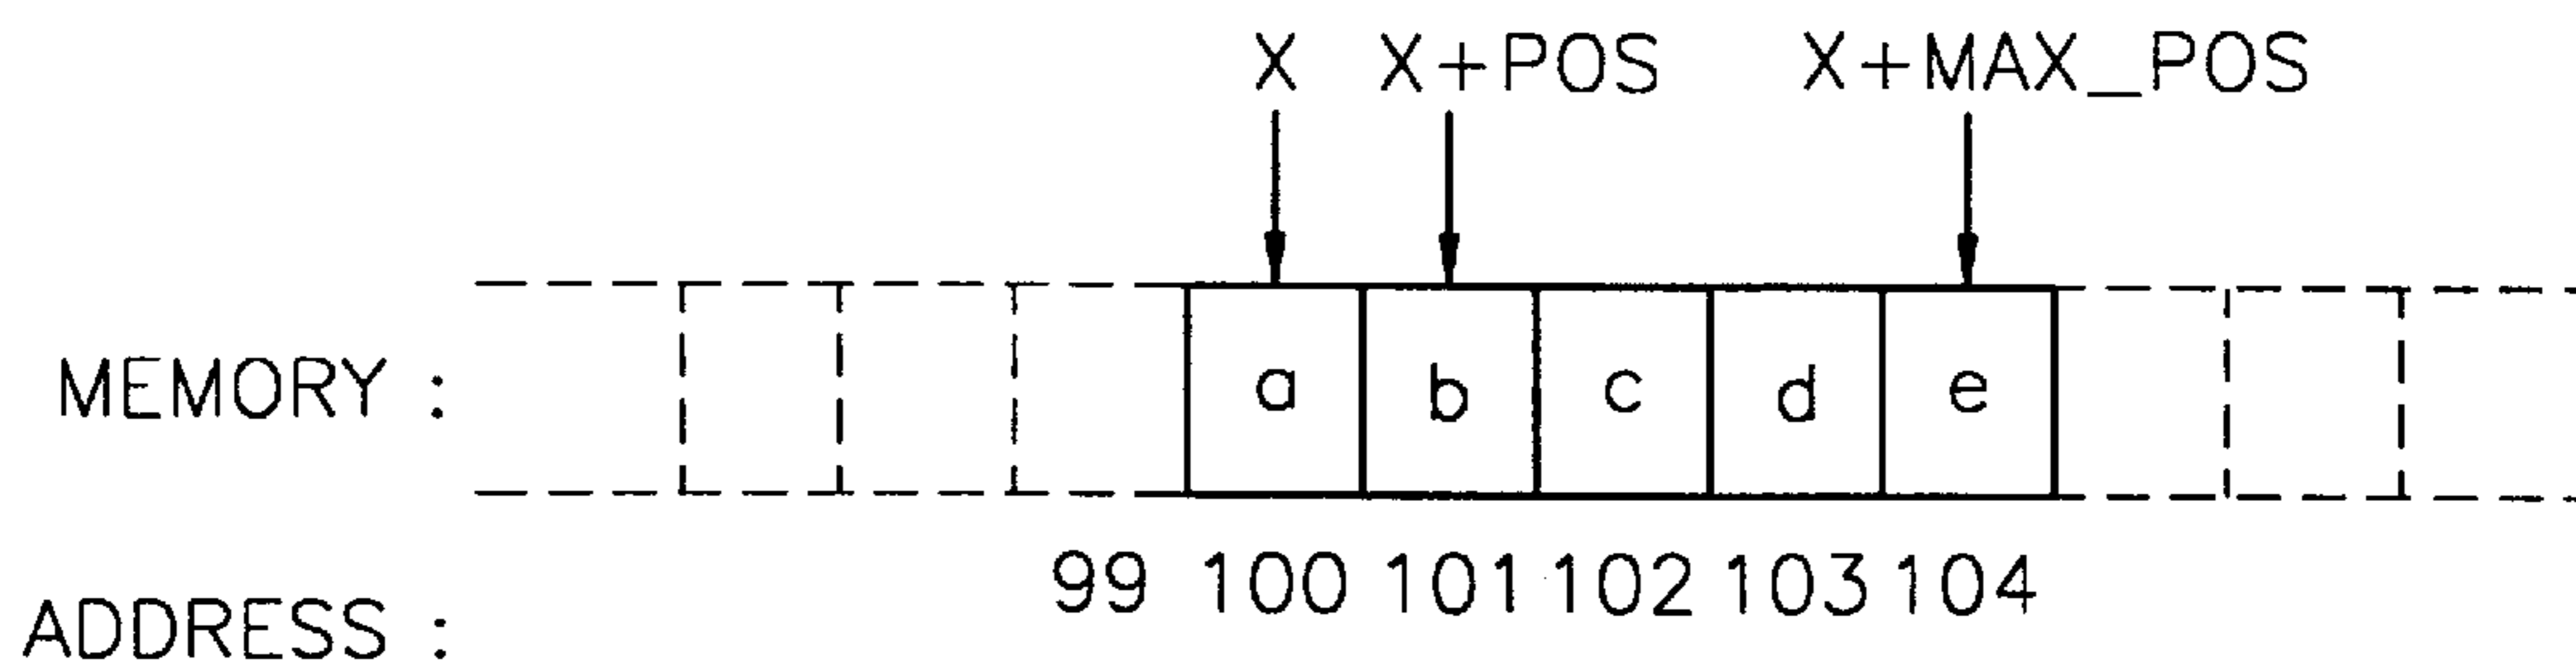 X X+POS X+MAX_POS
MEMORY : a b c d e
99 100 101 102 103 104
ADDRESS :